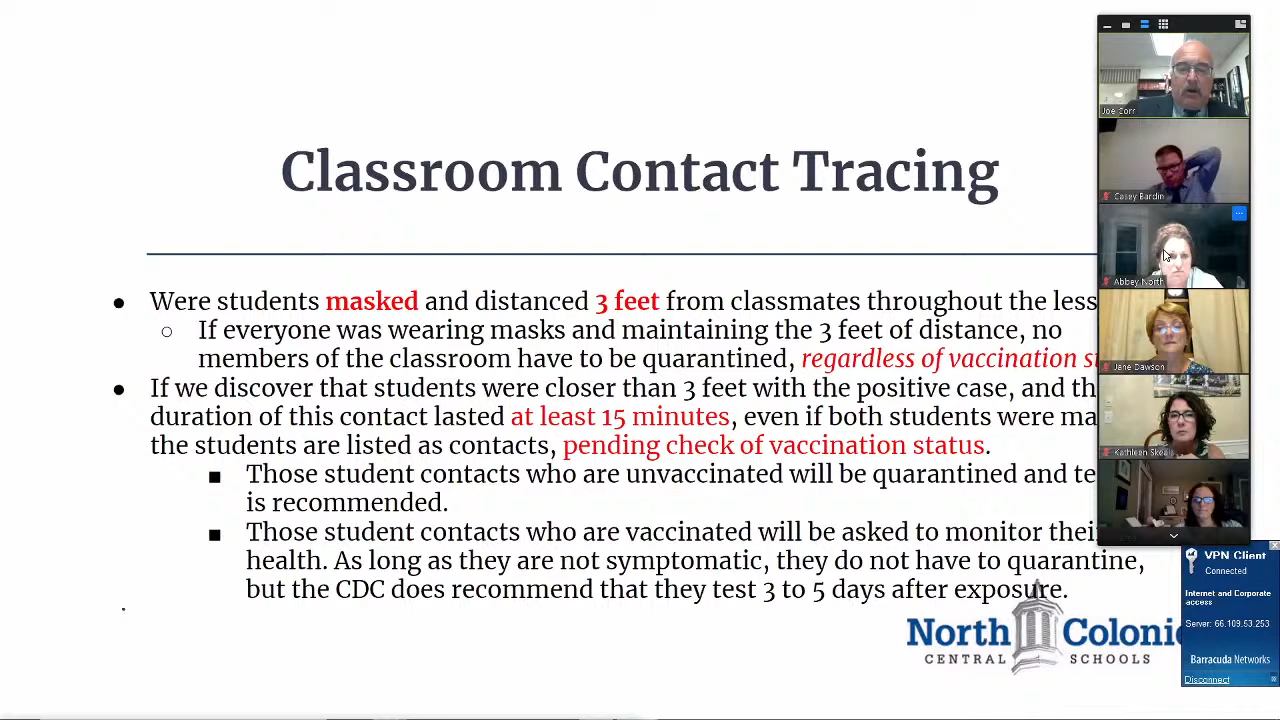 Classroom Contact Tracing
● Were students masked and distanced 3 feet from classmates throughout the less
○ If everyone was wearing masks and maintaining the 3 feet of distance, no
members of the classroom have to be quarantined, regardless of vaccination s
● If we discover that students were closer than 3 feet with the positive case, and th
duration of this contact lasted at least 15 minutes, even if both students were ma
the students are listed as contacts, pending check of vaccination status.
■ Those student contacts who are unvaccinated will be quarantined and te
is recommended.
■ Those student contacts who are vaccinated will be asked to monitor their
health. As long as they are not symptomatic, they do not have to quarantine,
but the CDC does recommend that they test 3 to 5 days after exposure.
North Colonie
CENTRAL SCHOOLS
Joe Corr
Casey Bardin
Abbey North
Jane Dawson
Kathleen Skeals
VPN Client
Connected
Internet and Corporate
access
Server: 66.109.53.253
Barracuda Networks
Disconnect